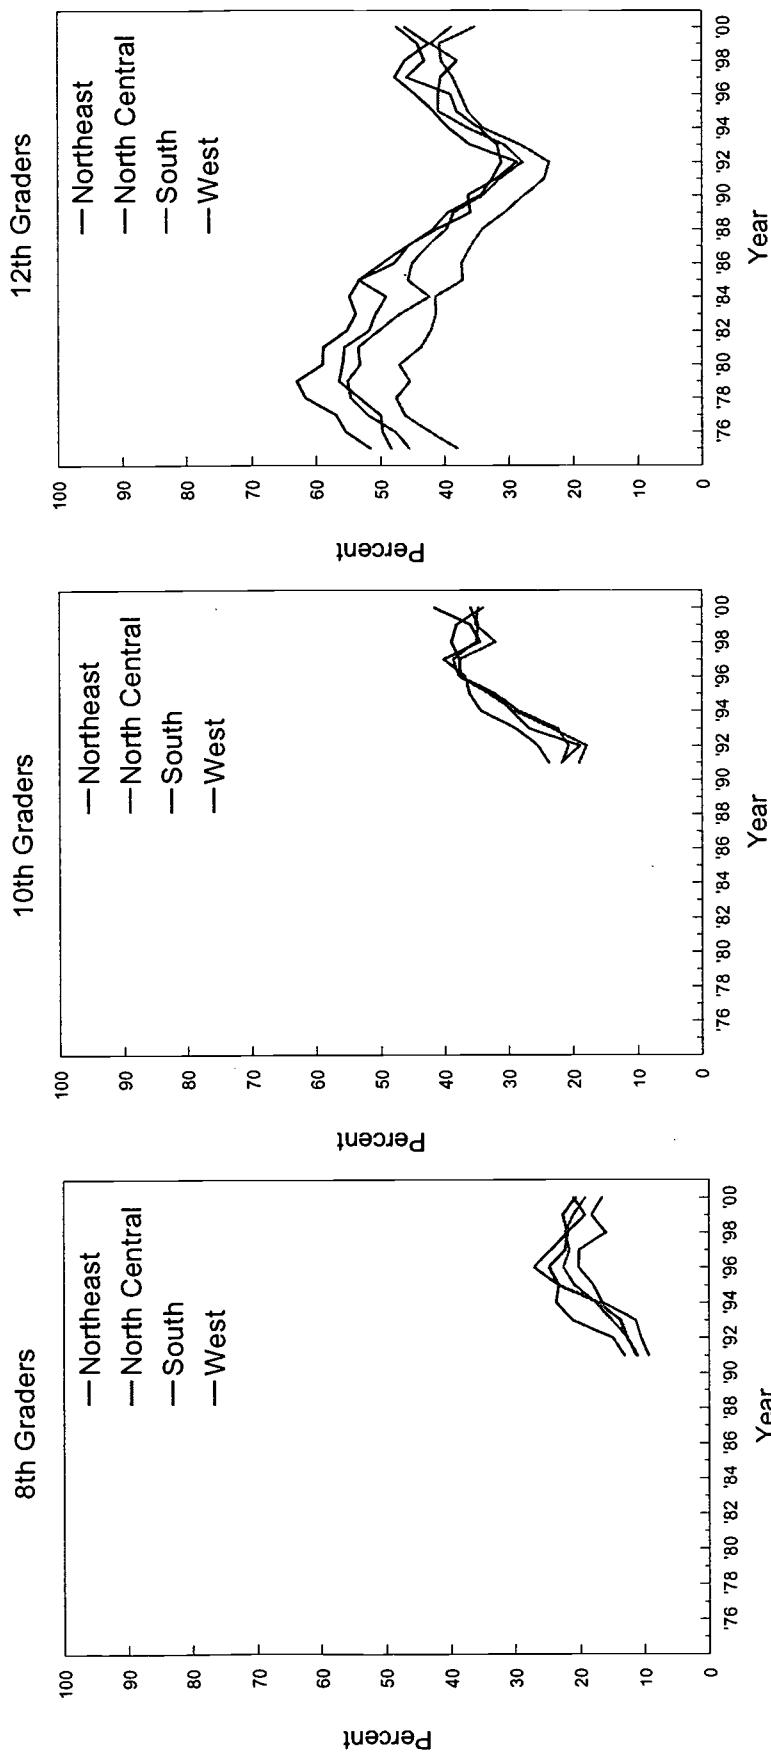 8th Graders
—Northeast
—North Central
—South
—West
Percent
100
90
80
70
60
50
40
30
20
10
0
'76 '78 '80 '82 '84 '86 '88 '90 '92 '94 '96 '98 '00
Year
10th Graders
—Northeast
—North Central
—South
—West
Percent
100
90
80
70
60
50
40
30
20
10
0
'76 '78 '80 '82 '84 '86 '88 '90 '92 '94 '96 '98 '00
Year
12th Graders
—Northeast
—North Central
—South
—West
Percent
100
90
80
70
60
50
40
30
20
10
0
'76 '78 '80 '82 '84 '86 '88 '90 '92 '94 '96 '98 '00
Year